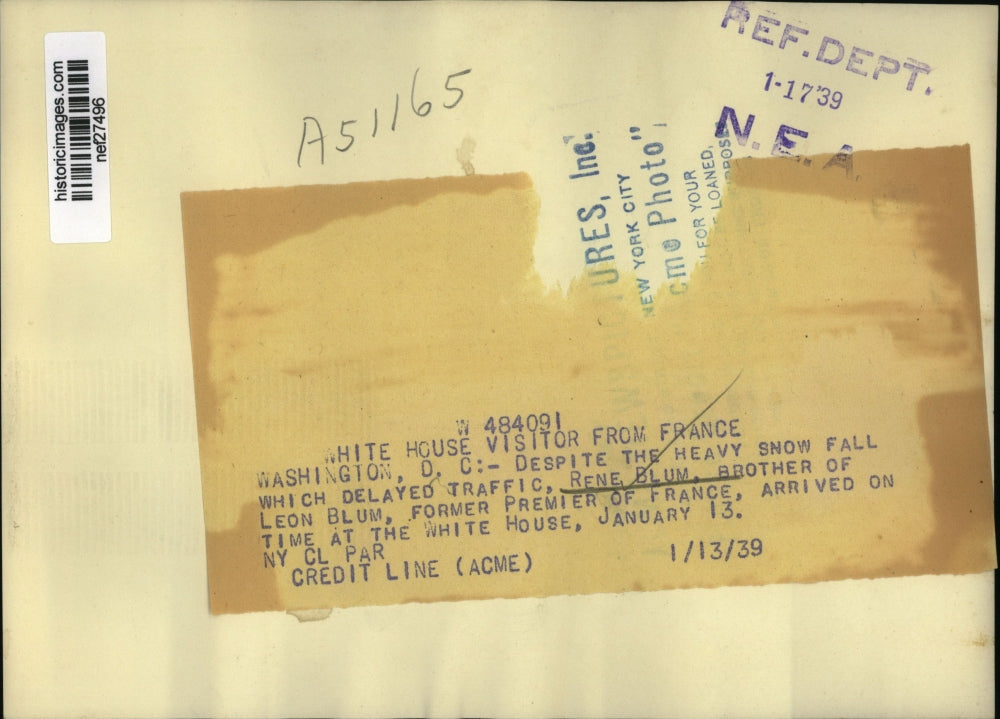 historicimages.com
nef27496
A51165
REF. DEPT.
1-17'39
N.E.A
URES, Inc.
NEW YORK CITY
cme Photo"
FOR YOUR
LOANED,
W 484091
WHITE HOUSE VISITOR FROM FRANCE
WASHINGTON, D. C:- DESPITE THE HEAVY SNOW FALL
WHICH DELAYED TRAFFIC, RENE BLUM, BROTHER OF
LEON BLUM, FORMER PREMIER OF FRANCE, ARRIVED ON
TIME AT THE WHITE HOUSE, JANUARY 13.
NY CL PAR
CREDIT LINE (ACME) 1/13/39